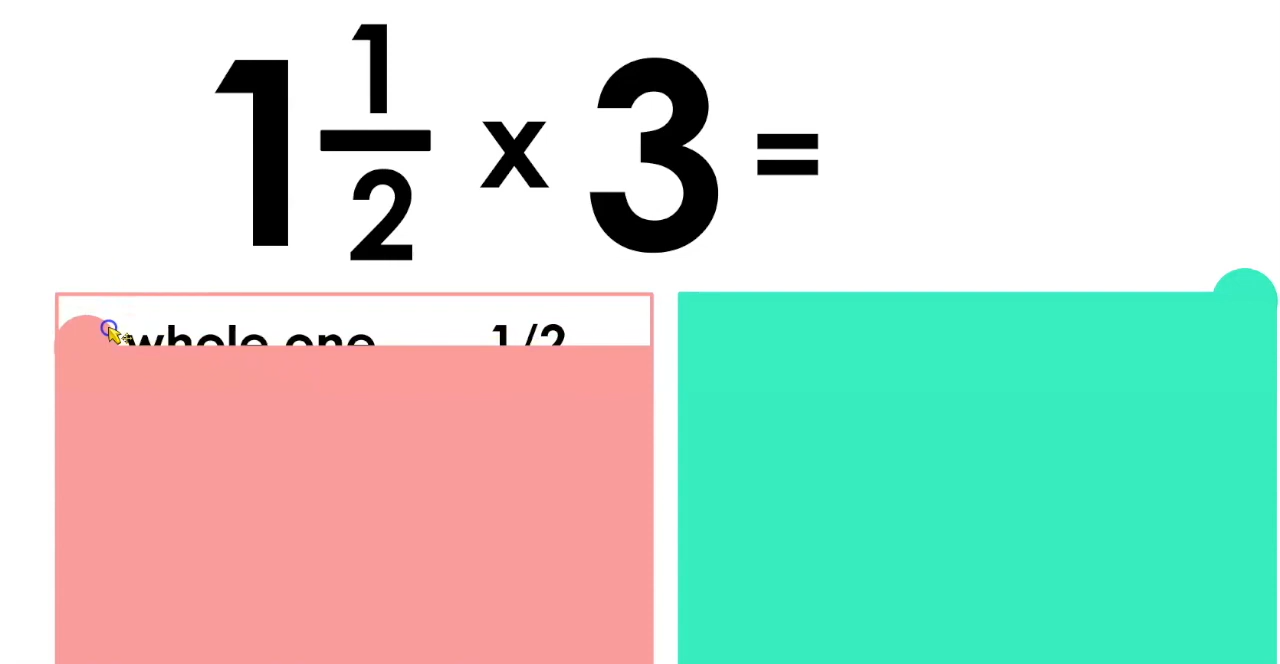 1 1/2 x 3 =
whole one 1/2